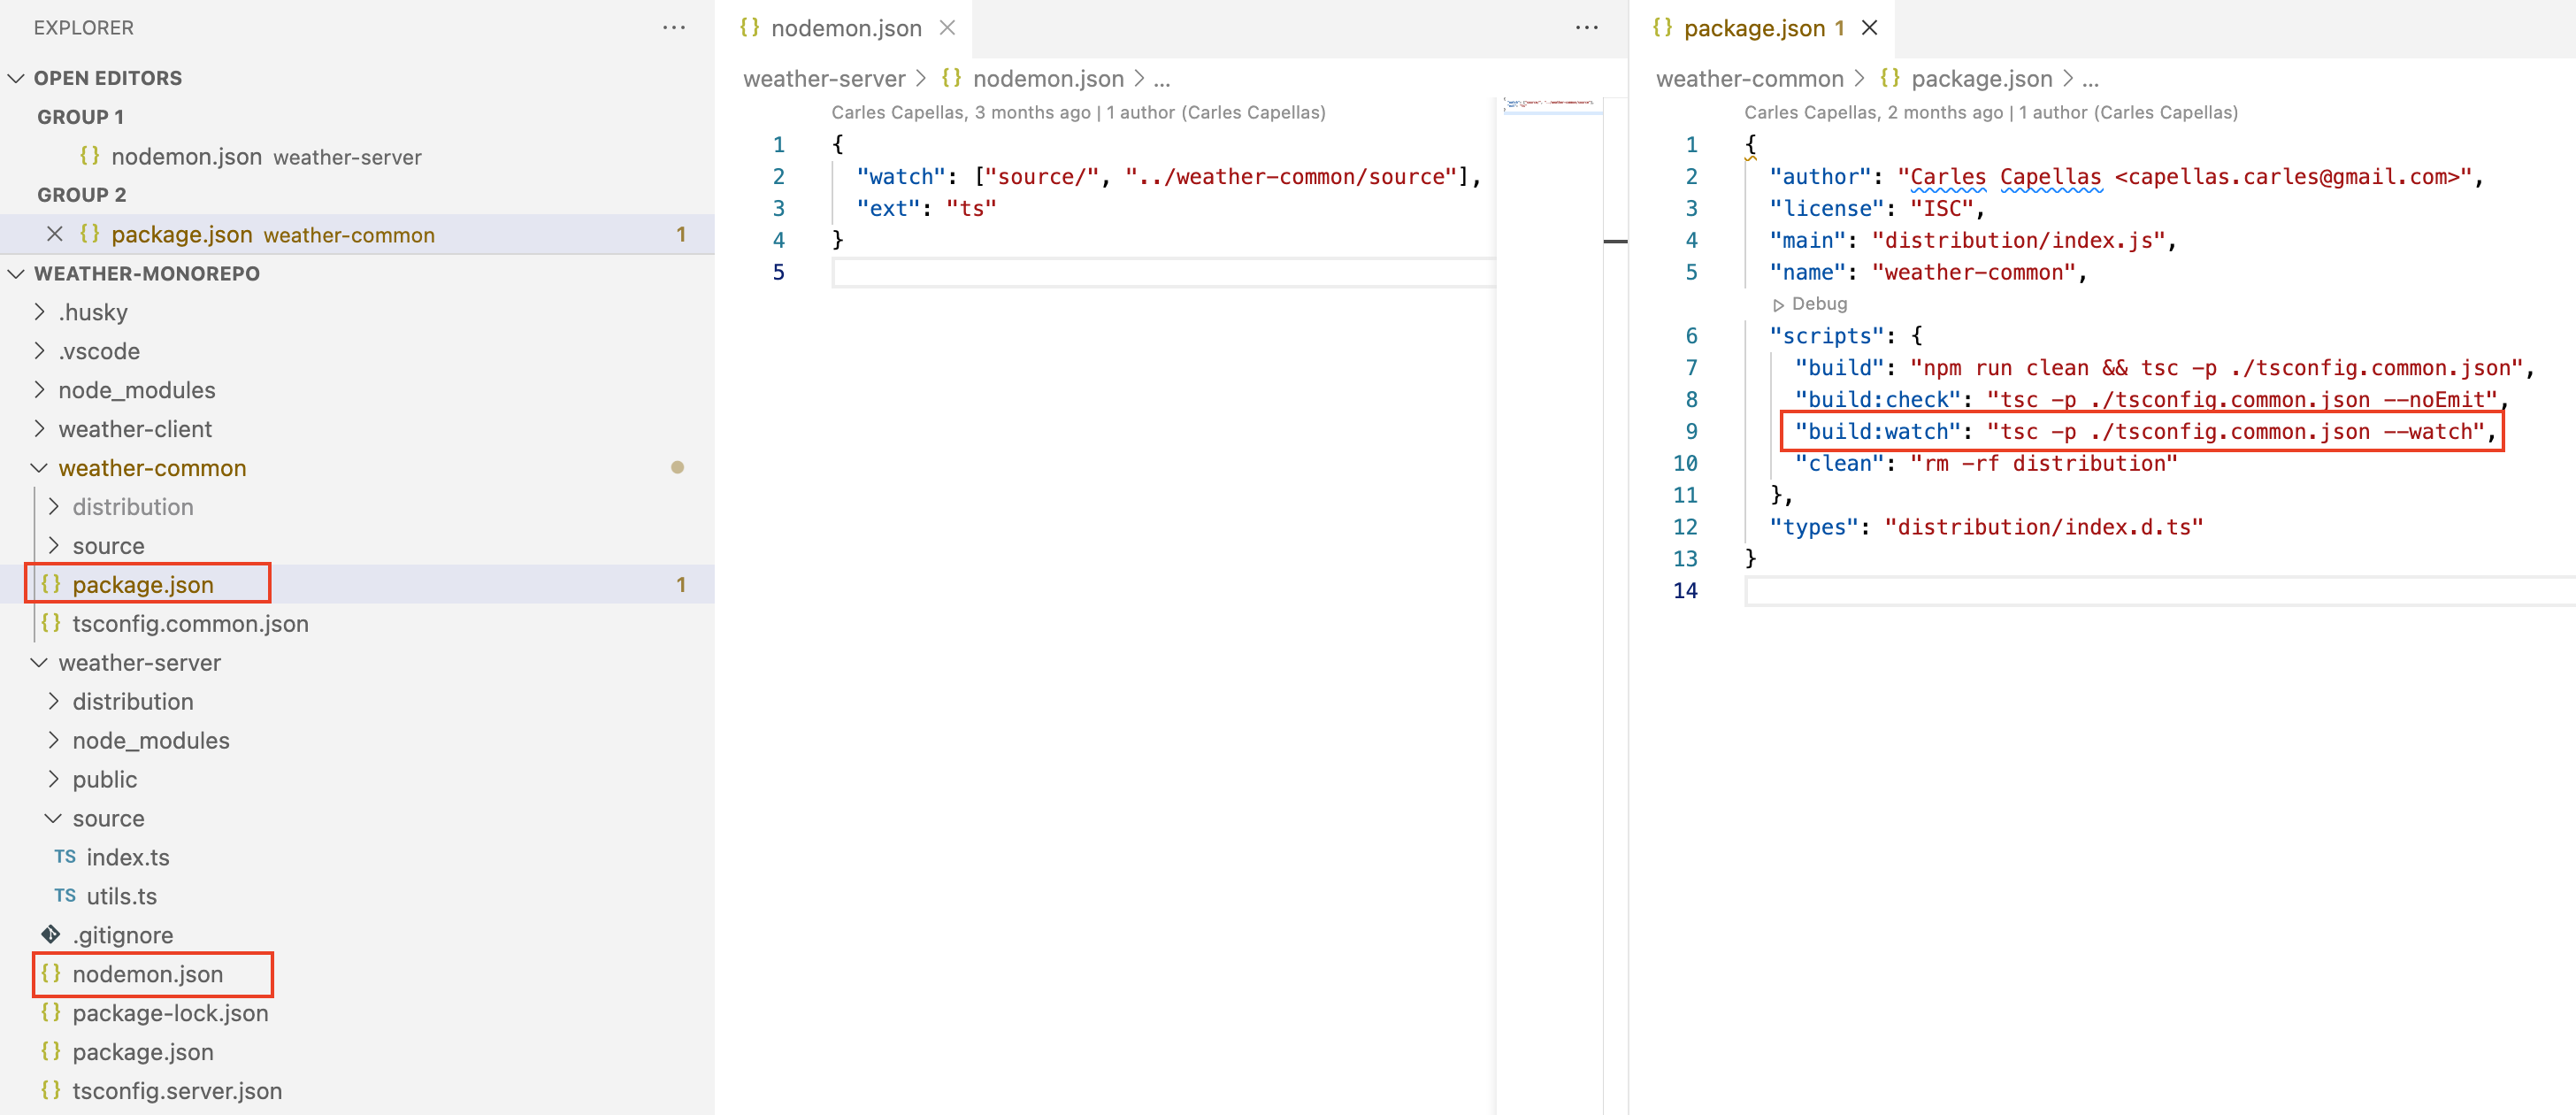 EXPLORER
OPEN EDITORS
GROUP 1
{} nodemon.json weather-server
GROUP 2
{} package.json weather-common 1
WEATHER-MONOREPO
.husky
.vscode
node_modules
weather-client
weather-common
distribution
source
{} package.json 1
{} tsconfig.common.json
weather-server
distribution
node_modules
public
source
TS index.ts
TS utils.ts
.gitignore
{} nodemon.json
{} package-lock.json
{} package.json
{} tsconfig.server.json
{} nodemon.json
weather-server > {} nodemon.json > ...
Carles Capellas, 3 months ago | 1 author (Carles Capellas)
1 {
2 "watch": ["source/", "../weather-common/source"],
3 "ext": "ts"
4 }
5
{} package.json 1
weather-common > {} package.json > ...
Carles Capellas, 2 months ago | 1 author (Carles Capellas)
1 {
2 "author": "Carles Capellas <capellas.carles@gmail.com>",
3 "license": "ISC",
4 "main": "distribution/index.js",
5 "name": "weather-common",
Debug
6 "scripts": {
7 "build": "npm run clean && tsc -p ./tsconfig.common.json",
8 "build:check": "tsc -p ./tsconfig.common.json --noEmit",
9 "build:watch": "tsc -p ./tsconfig.common.json --watch",
10 "clean": "rm -rf distribution"
11 },
12 "types": "distribution/index.d.ts"
13 }
14